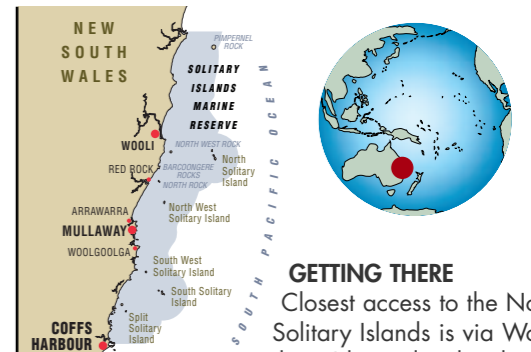 NEW
SOUTH
WALES
PIMPERNEL
ROCK
SOLITARY
ISLANDS
MARINE
RESERVE
SOUTH PACIFIC OCEAN
WOOLI
NORTH WEST ROCK
North
Solitary
Island
RED ROCK
BARCOONGERE
ROCKS
NORTH ROCK
ARRAWARRA
North West
Solitary Island
MULLAWAY
WOOLGOOLGA
South West
Solitary Island
South Solitary
Island
Split
Solitary
Island
COFFS
HARBOUR
GETTING THERE
Closest access to the No
Solitary Islands is via Wo